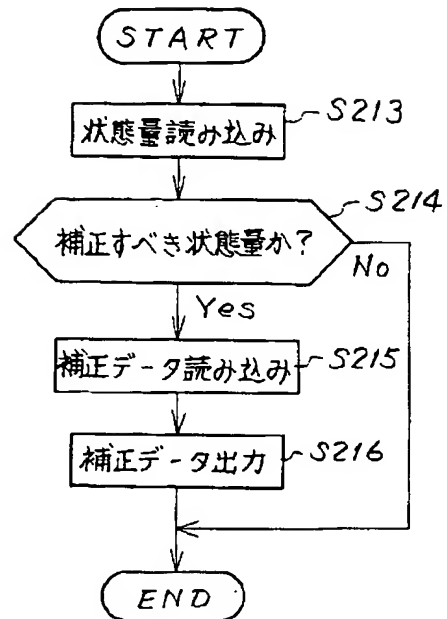 START
状態量読み込み
S213
補正すべき状態量か？
S214
No
Yes
補正データ読み込み
S215
補正データ出力
S216
END